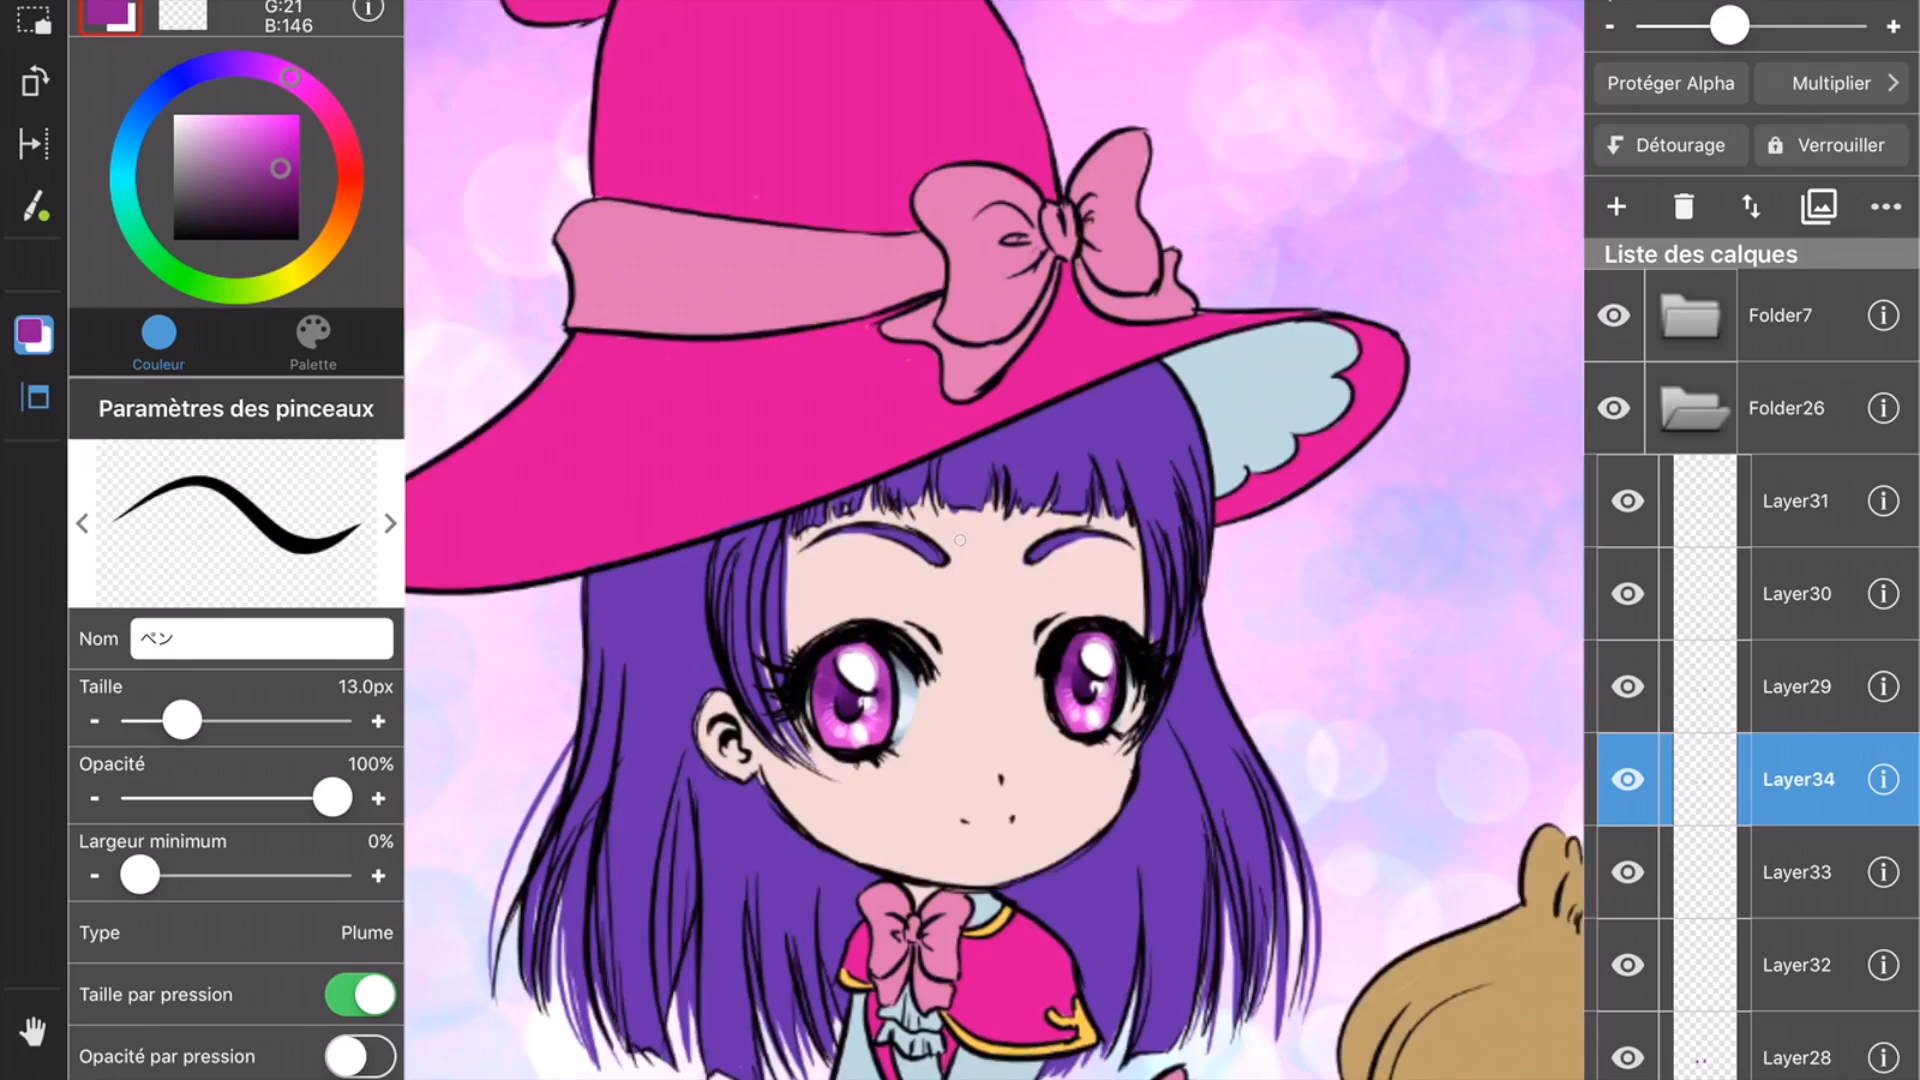 G:21
B:146
Couleur
Palette
Paramètres des pinceaux
Nom ペン
Taille 13.0px
- +
Opacité 100%
- +
Largeur minimum 0%
- +
Type Plume
Taille par pression
Opacité par pression
- +
Protéger Alpha
Multiplier
Détourage
Verrouiller
Liste des calques
Folder7
Folder26
Layer31
Layer30
Layer29
Layer34
Layer33
Layer32
Layer28